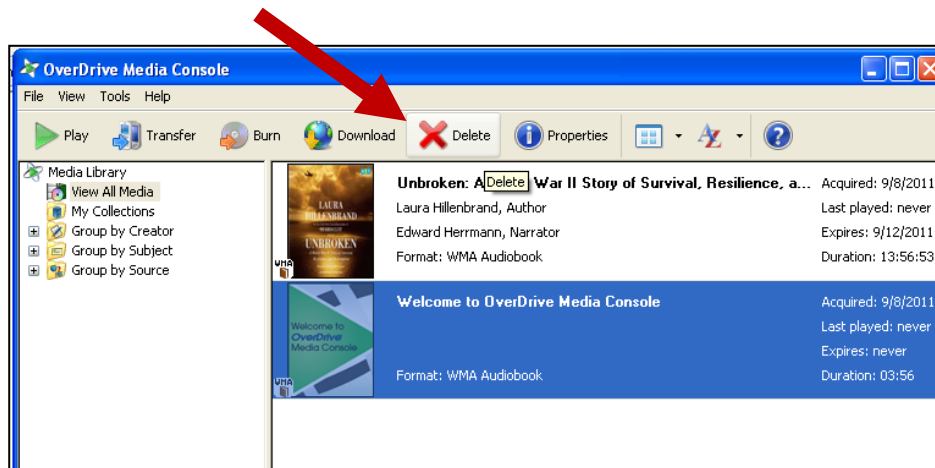 OverDrive Media Console
File View Tools Help
Play Transfer Burn Download Delete Properties
Media Library
View All Media
My Collections
Group by Creator
Group by Subject
Group by Source
LAURA
HILLENBRAND
UNBROKEN
WMA
Unbroken: A Delete War II Story of Survival, Resilience, a...
Laura Hillenbrand, Author
Edward Herrmann, Narrator
Format: WMA Audiobook
Acquired: 9/8/2011
Last played: never
Expires: 9/12/2011
Duration: 13:56:53
Welcome to
OverDrive
Media Console
WMA
Welcome to OverDrive Media Console
Format: WMA Audiobook
Acquired: 9/8/2011
Last played: never
Expires: never
Duration: 03:56